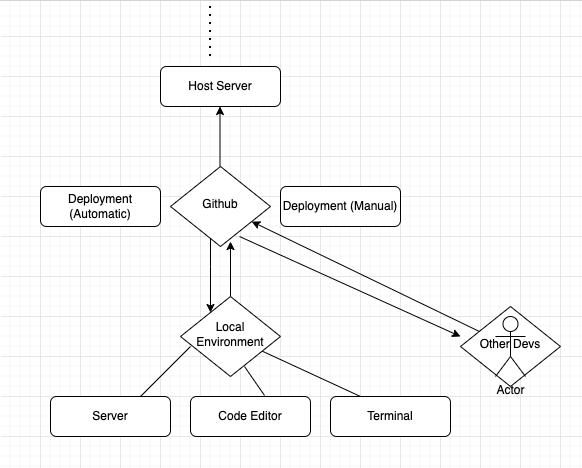 Host Server
Deployment
(Automatic)
Github
Deployment (Manual)
Local
Environment
Other Devs
Actor
Server
Code Editor
Terminal